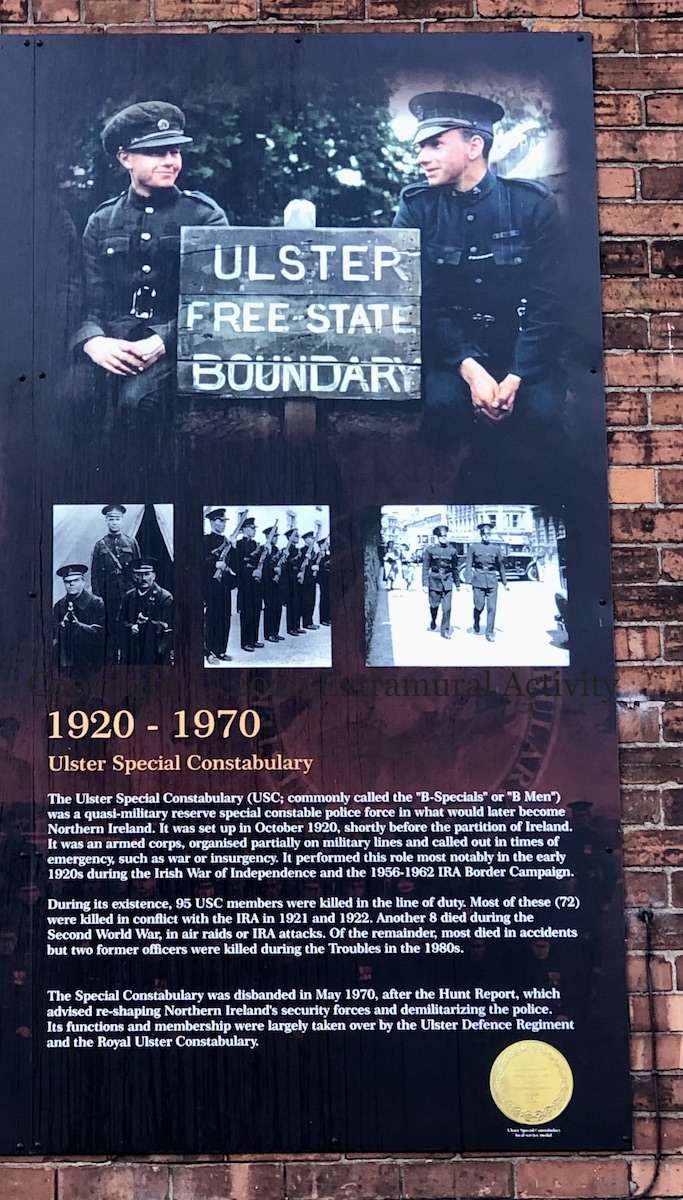 ULSTER
FREE-STATE
BOUNDARY
Copyright © Extramural Activity
1920 - 1970
Ulster Special Constabulary
The Ulster Special Constabulary (USC; commonly called the "B-Specials" or "B Men")
was a quasi-military reserve special constable police force in what would later become
Northern Ireland. It was set up in October 1920, shortly before the partition of Ireland.
It was an armed corps, organised partially on military lines and called out in times of
emergency, such as war or insurgency. It performed this role most notably in the early
1920s during the Irish War of Independence and the 1956-1962 IRA Border Campaign.
During its existence, 95 USC members were killed in the line of duty. Most of these (72)
were killed in conflict with the IRA in 1921 and 1922. Another 8 died during the
Second World War, in air raids or IRA attacks. Of the remainder, most died in accidents
but two former officers were killed during the Troubles in the 1980s.
The Special Constabulary was disbanded in May 1970, after the Hunt Report, which
advised re-shaping Northern Ireland's security forces and demilitarizing the police.
Its functions and membership were largely taken over by the Ulster Defence Regiment
and the Royal Ulster Constabulary.
Ulster Special Constabulary
local service medal.